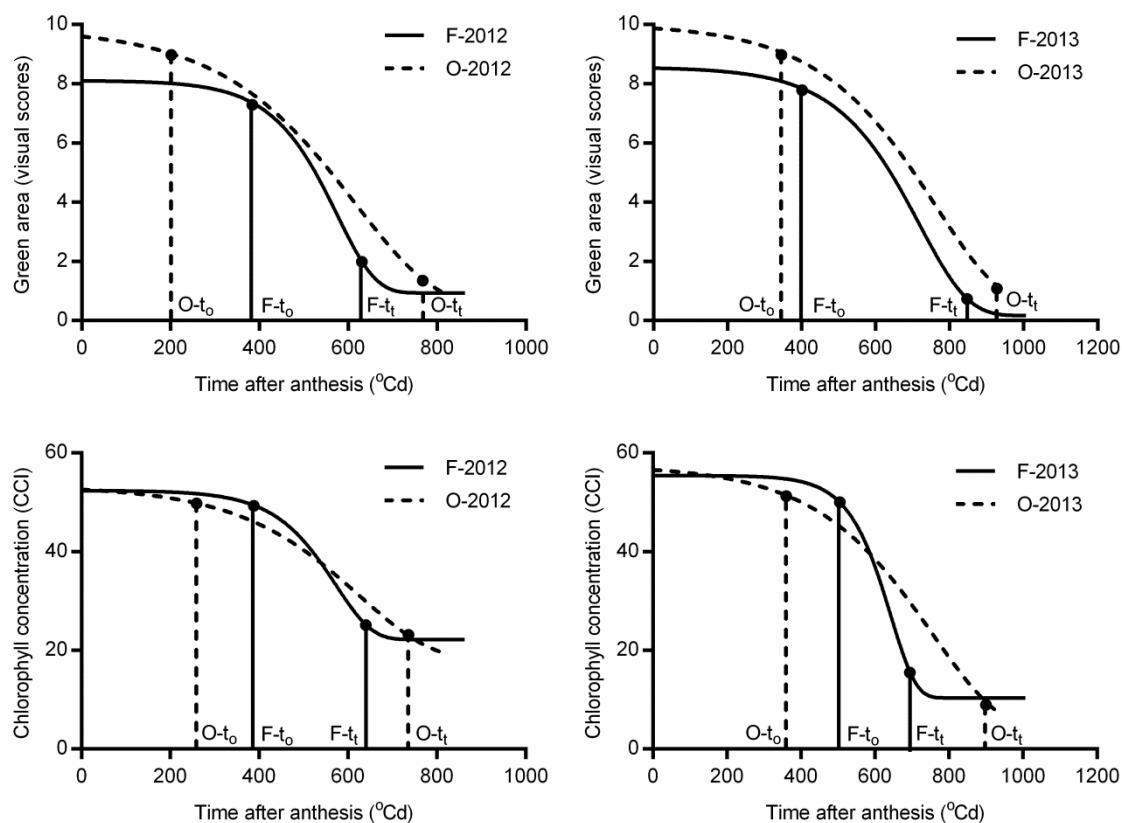 Green area (visual scores)
10
8
6
4
2
0
F-2012
O-2012
O-tₒ
F-tₒ
F-tₜ
O-tₜ
0 200 400 600 800 1000
Time after anthesis (ᵒCd)
Green area (visual scores)
10
8
6
4
2
0
F-2013
O-2013
O-tₒ
F-tₒ
F-tₜ
O-tₜ
0 200 400 600 800 1000 1200
Time after anthesis (ᵒCd)
Chlorophyll concentration (CCI)
60
40
20
0
F-2012
O-2012
O-tₒ
F-tₒ
F-tₜ
O-tₜ
0 200 400 600 800 1000
Time after anthesis (ᵒCd)
Chlorophyll concentration (CCI)
60
40
20
0
F-2013
O-2013
O-tₒ
F-tₒ
F-tₜ
O-tₜ
0 200 400 600 800 1000 1200
Time after anthesis (ᵒCd)